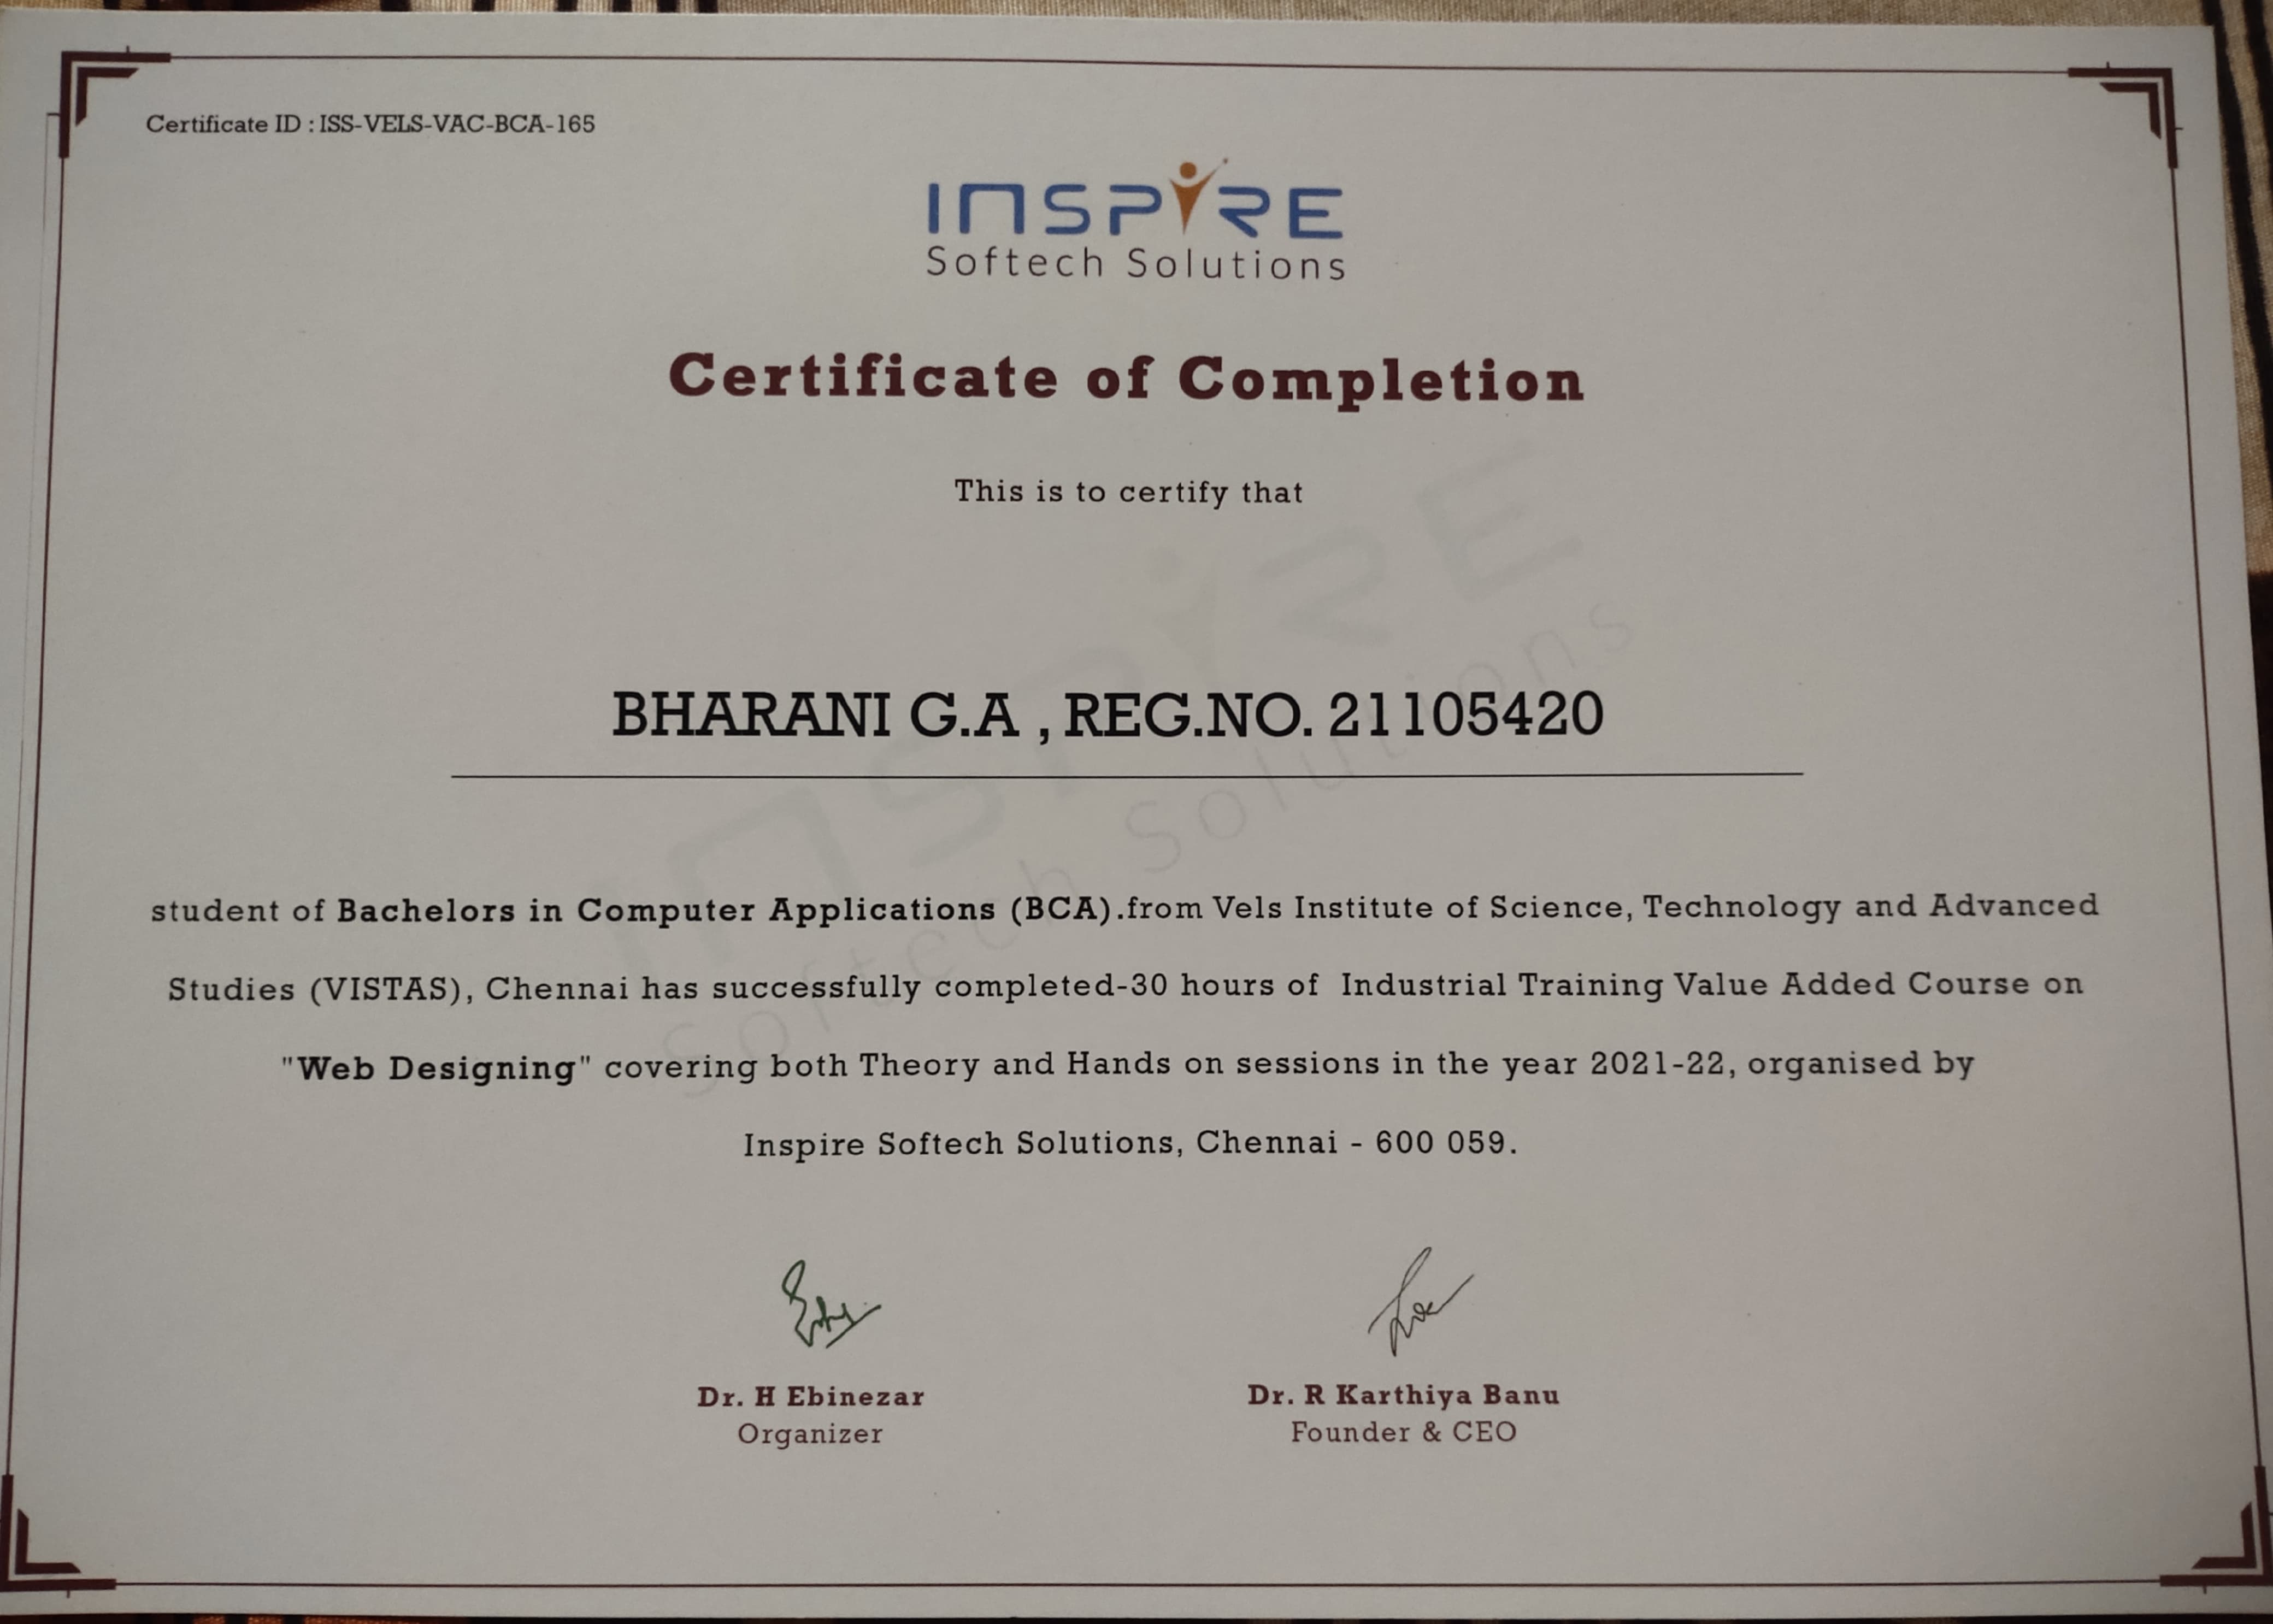 Certificate ID : ISS-VELS-VAC-BCA-165
INSPIRE
Softech Solutions
Certificate of Completion
This is to certify that
BHARANI G.A , REG.NO. 21105420
student of Bachelors in Computer Applications (BCA).from Vels Institute of Science, Technology and Advanced
Studies (VISTAS), Chennai has successfully completed-30 hours of Industrial Training Value Added Course on
"Web Designing" covering both Theory and Hands on sessions in the year 2021-22, organised by
Inspire Softech Solutions, Chennai - 600 059.
Dr. H Ebinezar
Organizer
Dr. R Karthiya Banu
Founder & CEO
INSPIRE
Softech Solutions